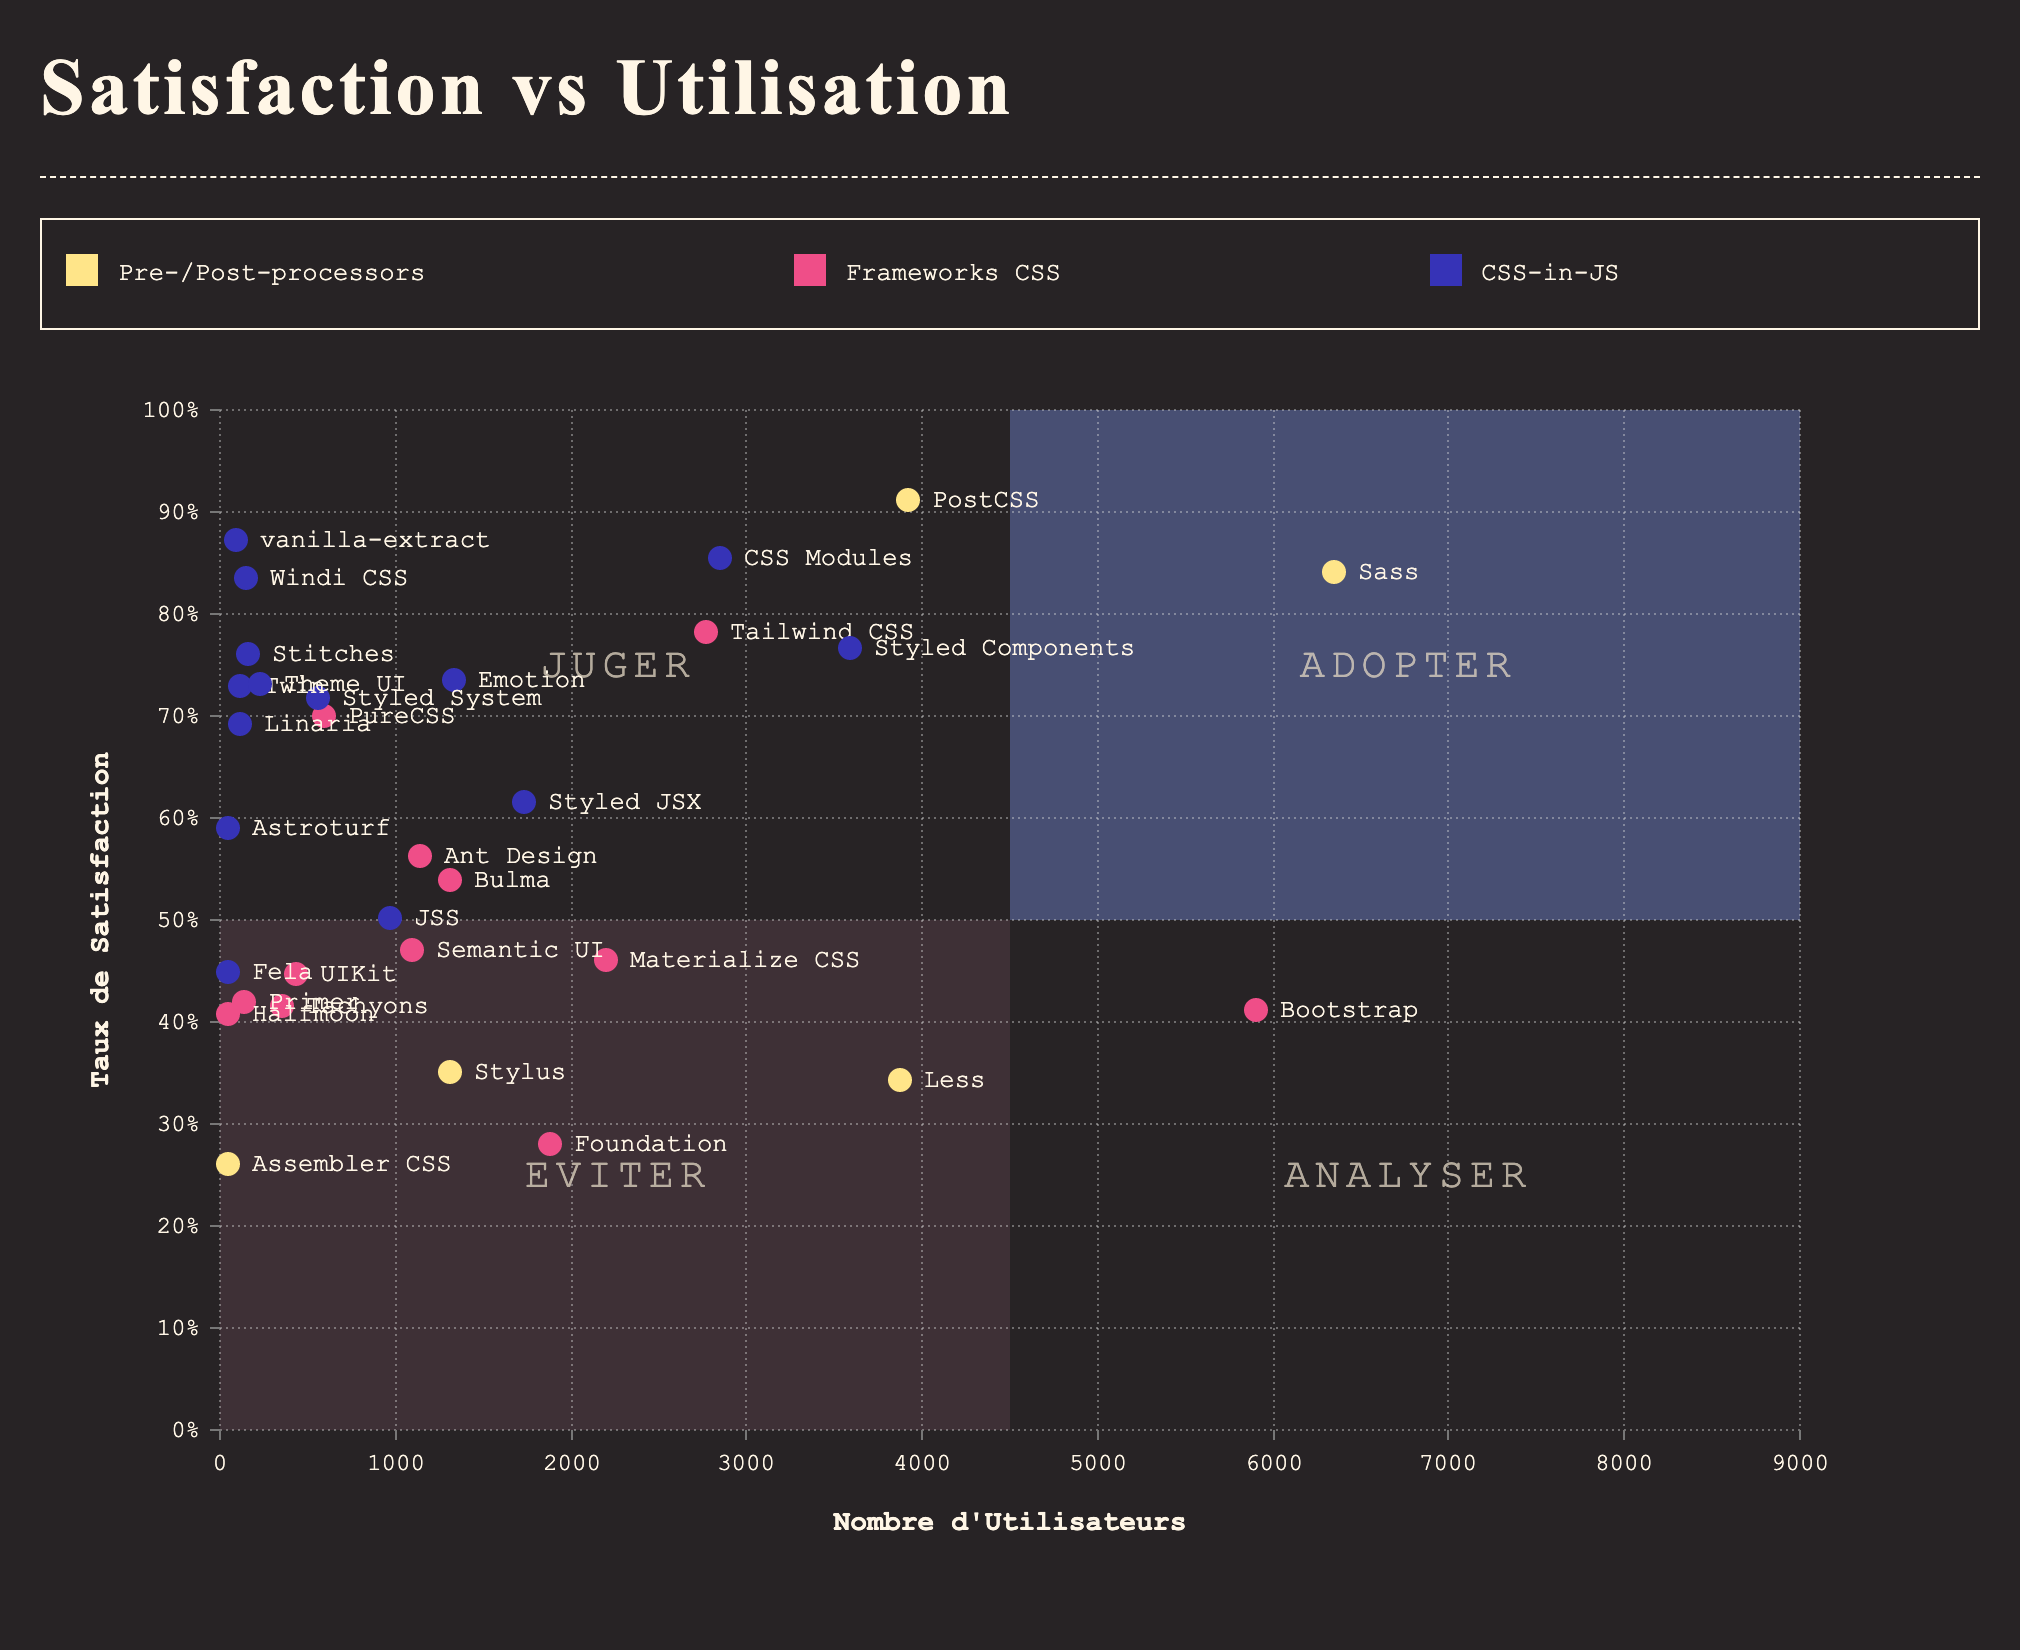 Satisfaction vs Utilisation
Pre-/Post-processors
Frameworks CSS
CSS-in-JS
100%
PostCSS
90%
vanilla-extract
CSS Modules
Sass
Windi CSS
80%
Tailwind CSS
Styled Components
Stitches
JUGER
ADOPTER
Emotion
Theme UI
Twin
Styled System
70%
PureCSS
Linaria
Styled JSX
60%
Astroturf
Ant Design
Bulma
50%
JSS
Semantic UI
Materialize CSS
Fela
UIKit
Primer
Tachyons
Halfmoon
Bootstrap
40%
Stylus
Less
30%
Foundation
Assembler CSS
EVITER
ANALYSER
20%
10%
0%
Taux de Satisfaction
0 1000 2000 3000 4000 5000 6000 7000 8000 9000
Nombre d'Utilisateurs